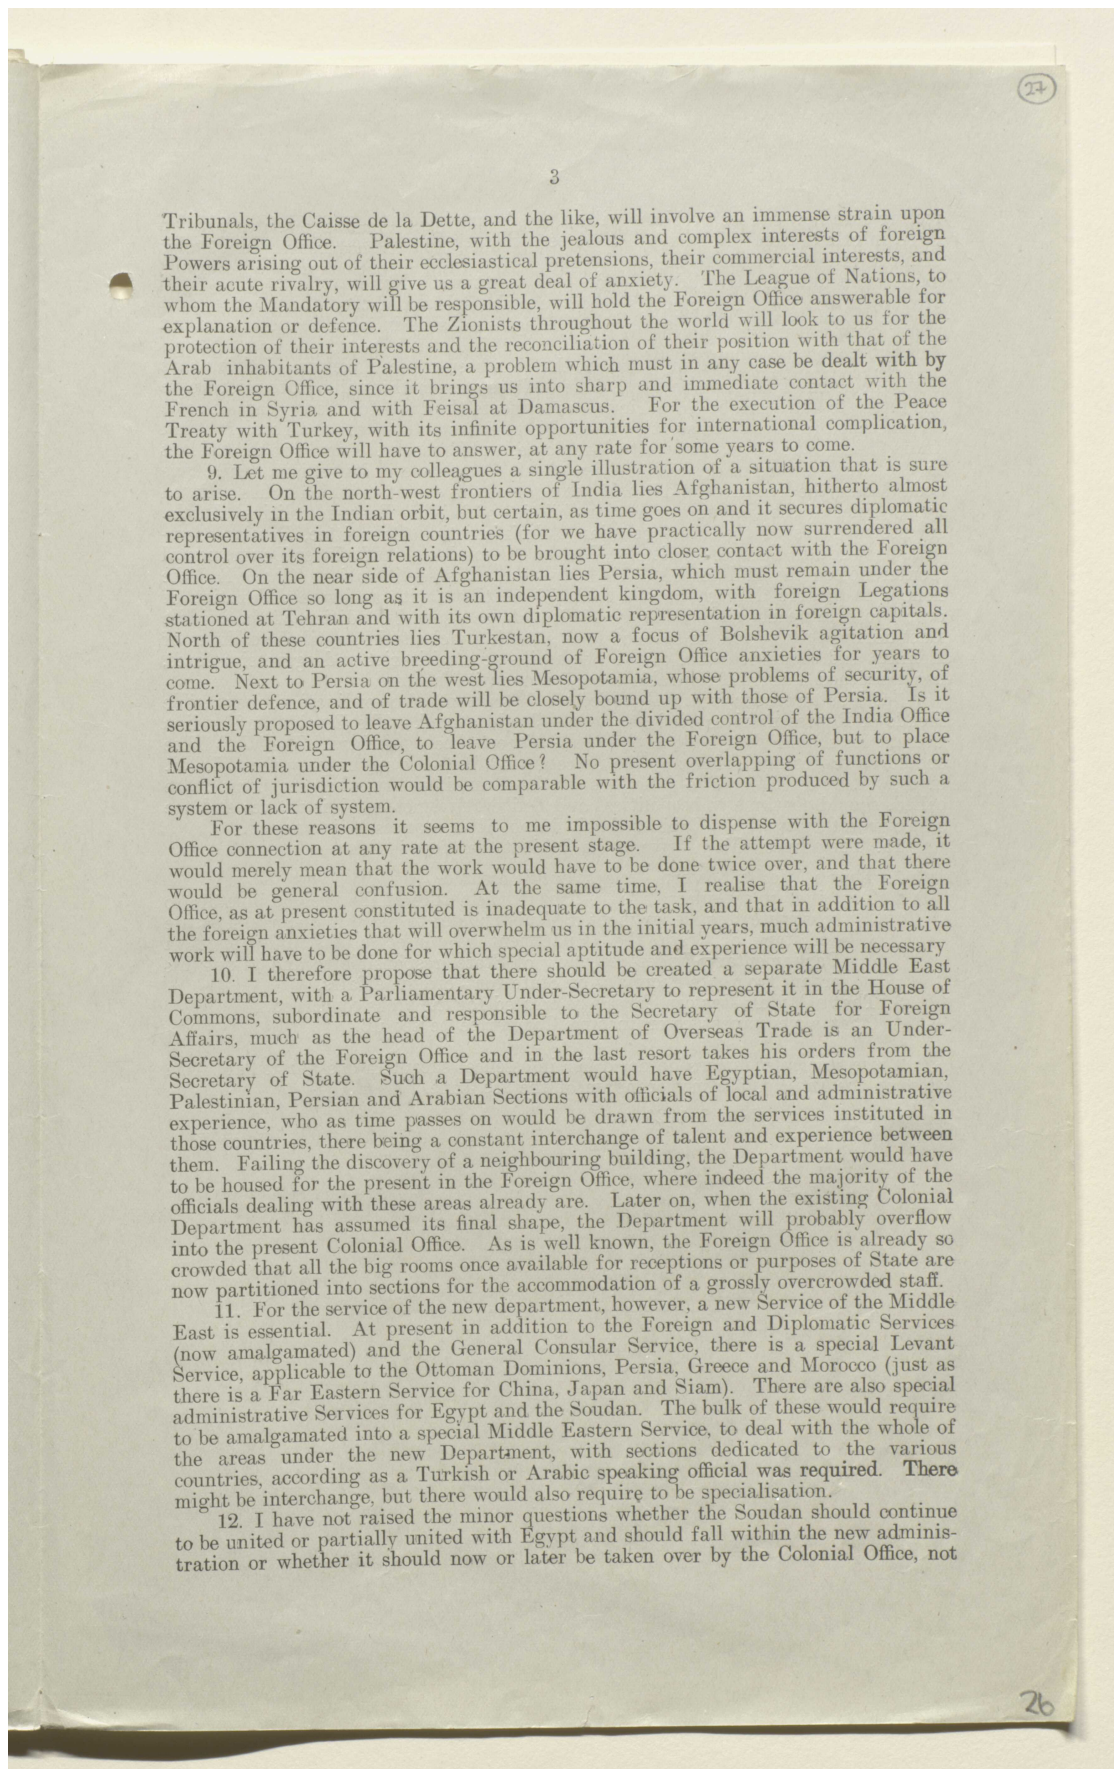 27
3
Tribunals, the Caisse de la Dette, and the like, will involve an immense strain upon
the Foreign Office. Palestine, with the jealous and complex interests of foreign
Powers arising out of their ecclesiastical pretensions, their commercial interests, and
their acute rivalry, will give us a great deal of anxiety. The League of Nations, to
whom the Mandatory will be responsible, will hold the Foreign Office answerable for
explanation or defence. The Zionists throughout the world will look to us for the
protection of their interests and the reconciliation of their position with that of the
Arab inhabitants of Palestine, a problem which must in any case be dealt with by
the Foreign Office, since it brings us into sharp and immediate contact with the
French in Syria and with Feisal at Damascus. For the execution of the Peace
Treaty with Turkey, with its infinite opportunities for international complication,
the Foreign Office will have to answer, at any rate for some years to come.
9. Let me give to my colleagues a single illustration of a situation that is sure
to arise. On the north-west frontiers of India lies Afghanistan, hitherto almost
exclusively in the Indian orbit, but certain, as time goes on and it secures diplomatic
representatives in foreign countries (for we have practically now surrendered all
control over its foreign relations) to be brought into closer contact with the Foreign
Office. On the near side of Afghanistan lies Persia, which must remain under the
Foreign Office so long as it is an independent kingdom, with foreign Legations
stationed at Tehran and with its own diplomatic representation in foreign capitals.
North of these countries lies Turkestan, now a focus of Bolshevik agitation and
intrigue, and an active breeding-ground of Foreign Office anxieties for years to
come. Next to Persia on the west lies Mesopotamia, whose problems of security, of
frontier defence, and of trade will be closely bound up with those of Persia. Is it
seriously proposed to leave Afghanistan under the divided control of the India Office
and the Foreign Office, to leave Persia under the Foreign Office, but to place
Mesopotamia under the Colonial Office? No present overlapping of functions or
conflict of jurisdiction would be comparable with the friction produced by such a
system or lack of system.
For these reasons it seems to me impossible to dispense with the Foreign
Office connection at any rate at the present stage. If the attempt were made, it
would merely mean that the work would have to be done twice over, and that there
would be general confusion. At the same time, I realise that the Foreign
Office, as at present constituted is inadequate to the task, and that in addition to all
the foreign anxieties that will overwhelm us in the initial years, much administrative
work will have to be done for which special aptitude and experience will be necessary
10. I therefore propose that there should be created a separate Middle East
Department, with a Parliamentary Under-Secretary to represent it in the House of
Commons, subordinate and responsible to the Secretary of State for Foreign
Affairs, much as the head of the Department of Overseas Trade is an Under-
Secretary of the Foreign Office and in the last resort takes his orders from the
Secretary of State. Such a Department would have Egyptian, Mesopotamian,
Palestinian, Persian and Arabian Sections with officials of local and administrative
experience, who as time passes on would be drawn from the services instituted in
those countries, there being a constant interchange of talent and experience between
them. Failing the discovery of a neighbouring building, the Department would have
to be housed for the present in the Foreign Office, where indeed the majority of the
officials dealing with these areas already are. Later on, when the existing Colonial
Department has assumed its final shape, the Department will probably overflow
into the present Colonial Office. As is well known, the Foreign Office is already so
crowded that all the big rooms once available for receptions or purposes of State are
now partitioned into sections for the accommodation of a grossly overcrowded staff.
11. For the service of the new department, however, a new Service of the Middle
East is essential. At present in addition to the Foreign and Diplomatic Services
(now amalgamated) and the General Consular Service, there is a special Levant
Service, applicable to the Ottoman Dominions, Persia, Greece and Morocco (just as
there is a Far Eastern Service for China, Japan and Siam). There are also special
administrative Services for Egypt and the Soudan. The bulk of these would require
to be amalgamated into a special Middle Eastern Service, to deal with the whole of
the areas under the new Department, with sections dedicated to the various
countries, according as a Turkish or Arabic speaking official was required. There
might be interchange, but there would also require to be specialisation.
12. I have not raised the minor questions whether the Soudan should continue
to be united or partially united with Egypt and should fall within the new adminis-
tration or whether it should now or later be taken over by the Colonial Office, not
26